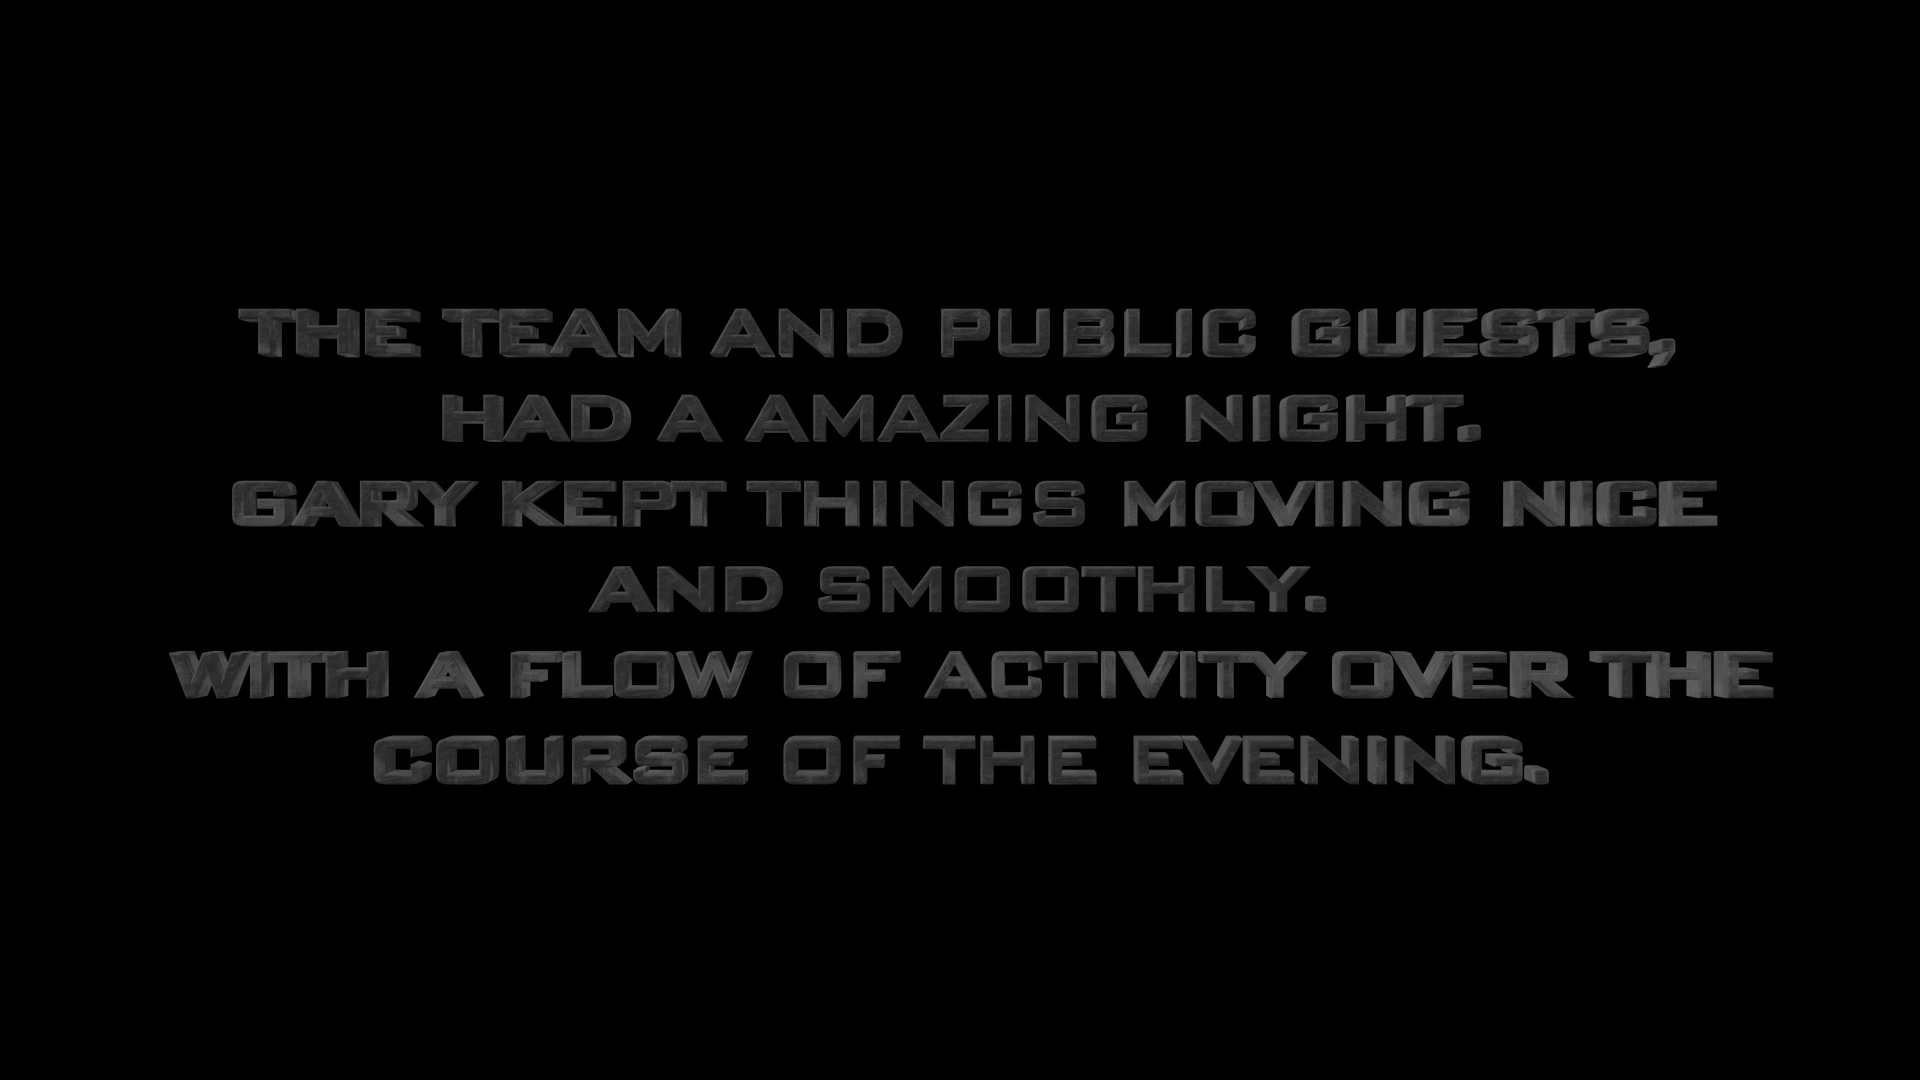 THE TEAM AND PUBLIC GUESTS,
HAD A AMAZING NIGHT.
GARY KEPT THINGS MOVING NICE
AND SMOOTHLY.
WITH A FLOW OF ACTIVITY OVER THE
COURSE OF THE EVENING.